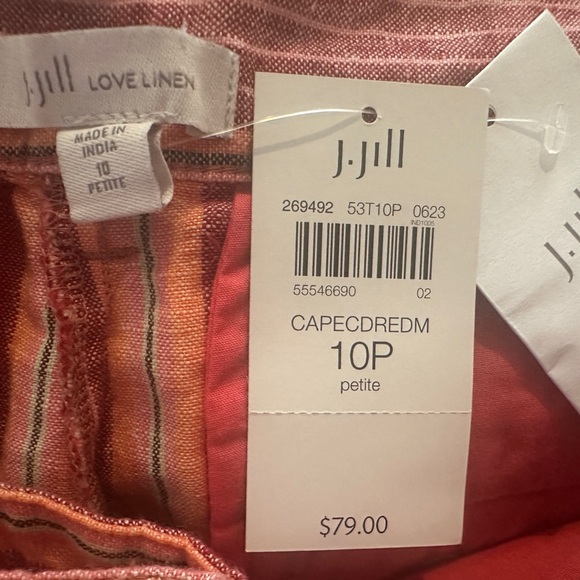 J.Jill LOVE LINEN
MADE IN
INDIA
10
PETITE
J.Jill
269492 53T10P 0623
IND1005
55546690 02
CAPECDREDM
10P
petite
$79.00
J.Jill